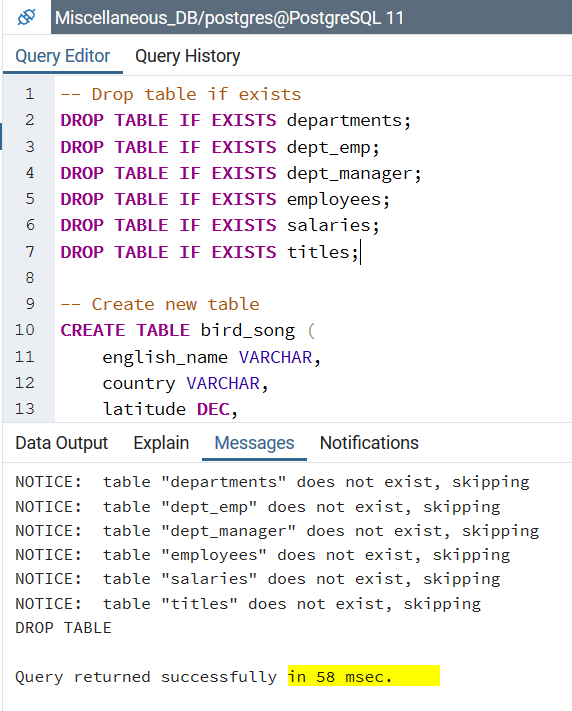 Miscellaneous_DB/postgres@PostgreSQL 11
Query Editor Query History
1 -- Drop table if exists
2 DROP TABLE IF EXISTS departments;
3 DROP TABLE IF EXISTS dept_emp;
4 DROP TABLE IF EXISTS dept_manager;
5 DROP TABLE IF EXISTS employees;
6 DROP TABLE IF EXISTS salaries;
7 DROP TABLE IF EXISTS titles;
8
9 -- Create new table
10 CREATE TABLE bird_song (
11 english_name VARCHAR,
12 country VARCHAR,
13 latitude DEC,
Data Output Explain Messages Notifications
NOTICE:  table "departments" does not exist, skipping
NOTICE:  table "dept_emp" does not exist, skipping
NOTICE:  table "dept_manager" does not exist, skipping
NOTICE:  table "employees" does not exist, skipping
NOTICE:  table "salaries" does not exist, skipping
NOTICE:  table "titles" does not exist, skipping
DROP TABLE
Query returned successfully in 58 msec.